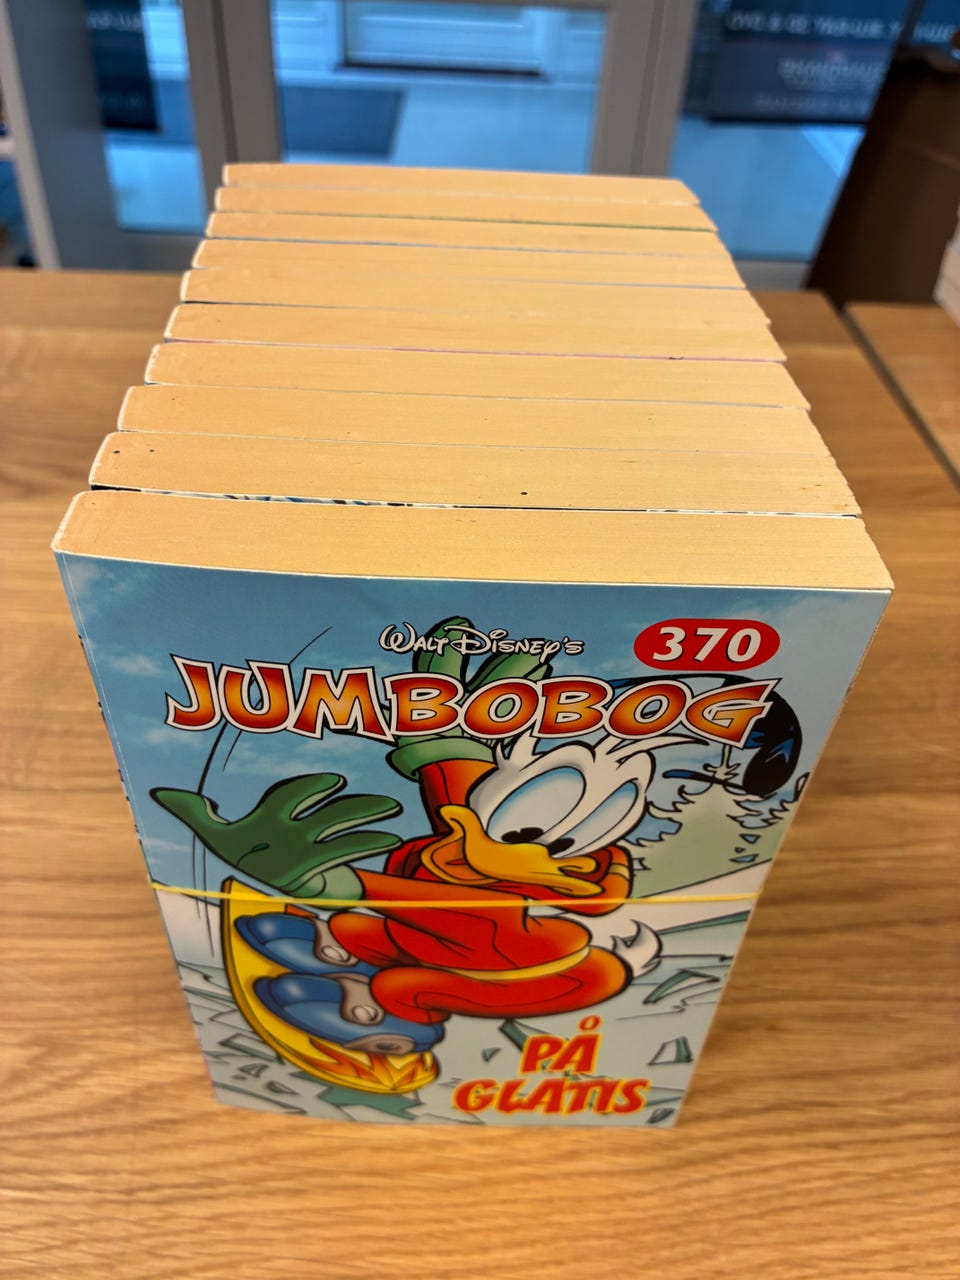 WALT DISNEY'S
370
JUMBOBOG
PÅ
GLATIS